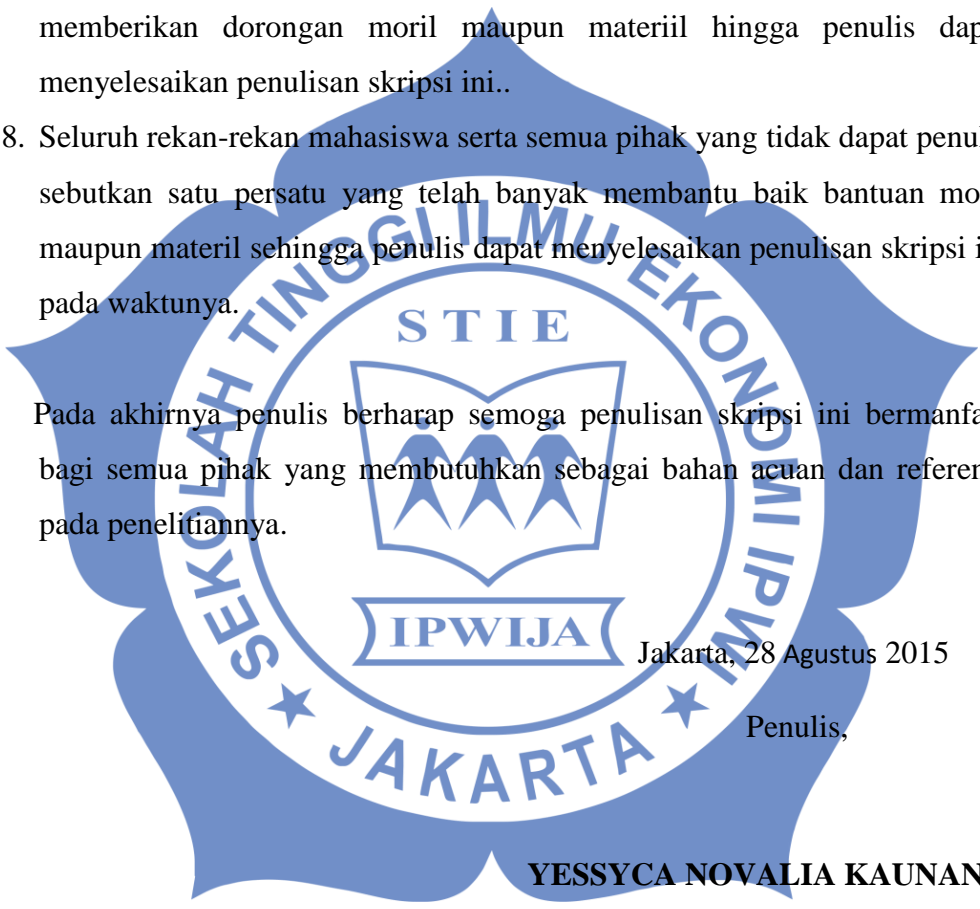 memberikan dorongan moril maupun materiil hingga penulis dap
menyelesaikan penulisan skripsi ini..
8. Seluruh rekan-rekan mahasiswa serta semua pihak yang tidak dapat penul
sebutkan satu persatu yang telah banyak membantu baik bantuan mo
maupun materil sehingga penulis dapat menyelesaikan penulisan skripsi i
pada waktunya.
Pada akhirnya penulis berharap semoga penulisan skripsi ini bermanfa
bagi semua pihak yang membutuhkan sebagai bahan acuan dan referen
pada penelitiannya.
Jakarta, 28 Agustus 2015
Penulis,
YESSYCA NOVALIA KAUNAN
SEKOLAH TINGGI ILMU EKONOMI IPWI
STIE
IPWIJA
★ JAKARTA ★